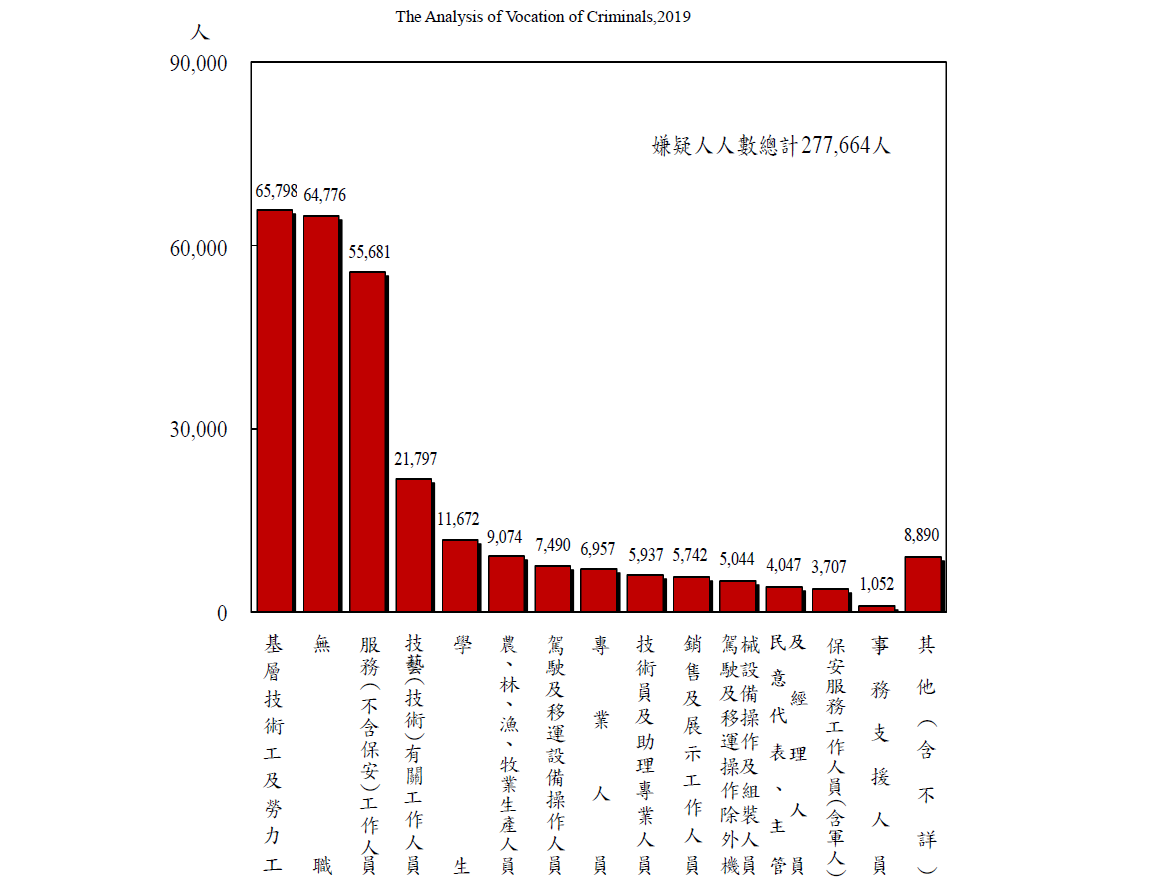 The Analysis of Vocation of Criminals,2019
人
90,000
嫌疑人人數總計277,664人
65,798
64,776
60,000
55,681
30,000
21,797
11,672
9,074
7,490
6,957
5,937
5,742
5,044
4,047
3,707
1,052
8,890
0
基層技術工及勞力工
無職
服務(不含保安)工作人員
技藝(技術)有關工作人員
學生
農、林、漁、牧業生產人員
駕駛及移運設備操作人員
專業人員
技術員及助理專業人員
銷售及展示工作人員
駕駛及移運操作除外機
械設備操作及組裝人員
民意代表、主管
及經理人員
保安服務工作人員(含軍人)
事務支援人員
其他(含不詳)